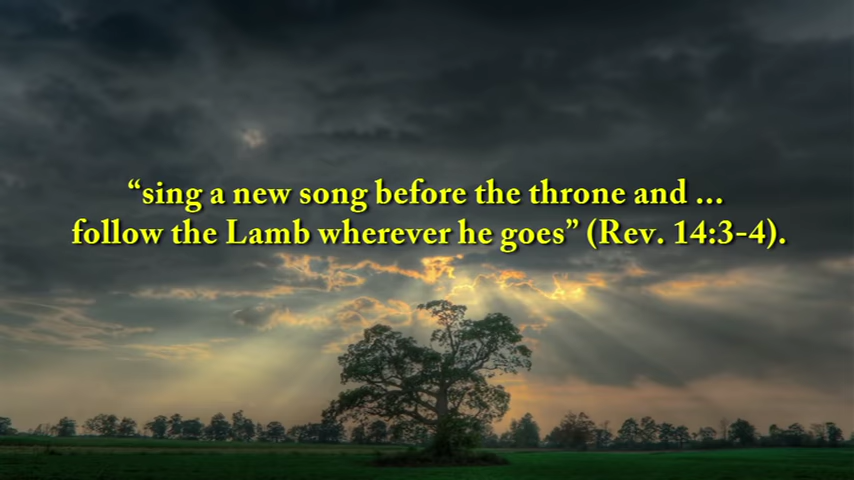 “sing a new song before the throne and ...
follow the Lamb wherever he goes” (Rev. 14:3-4).